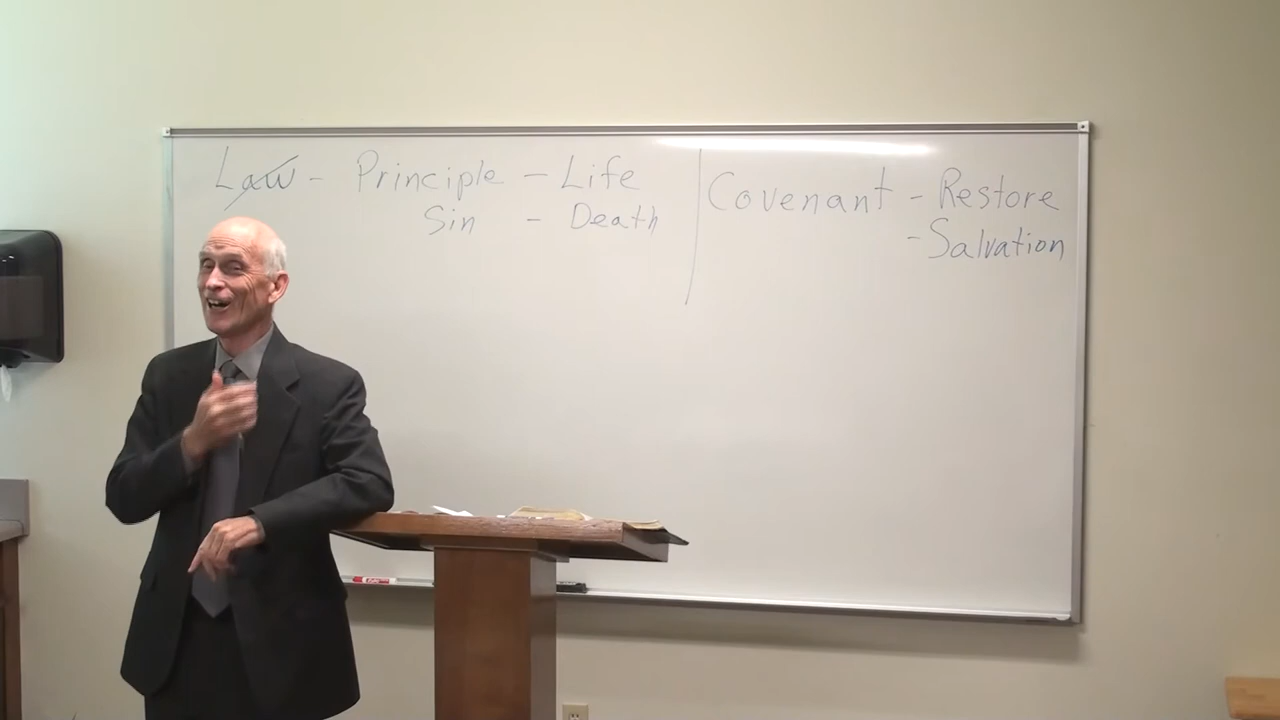 Law - Principle - Life
Sin - Death
Covenant - Restore
- Salvation